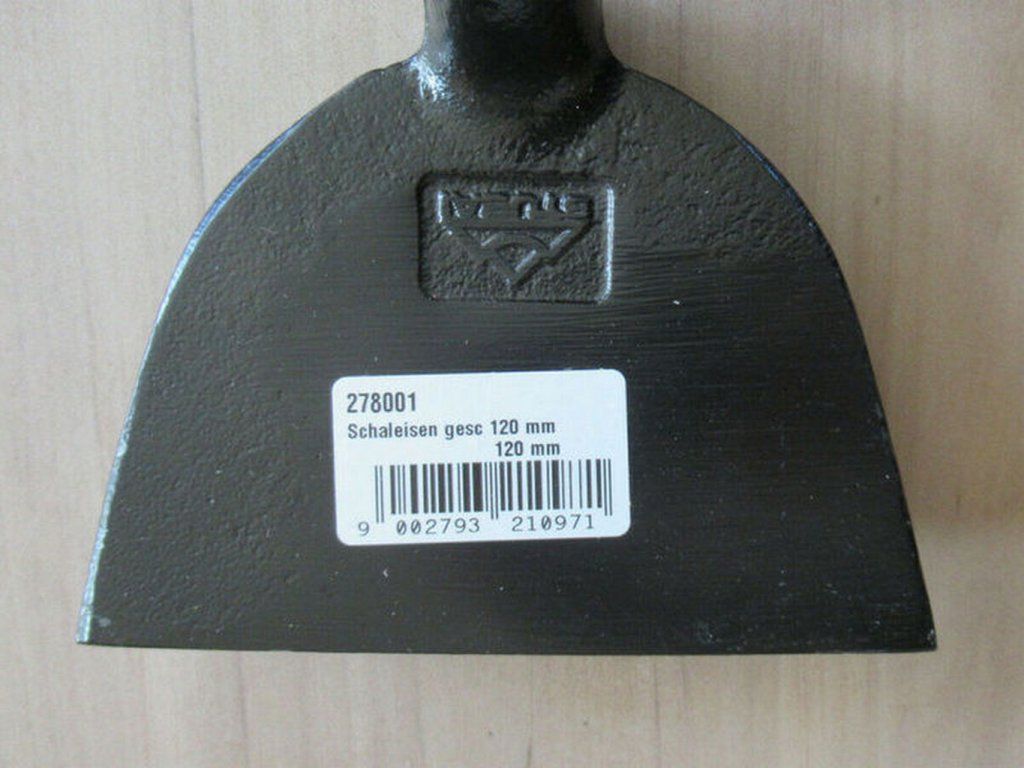 278001
Schaleisen gesc 120 mm
120 mm
9 002793 210971